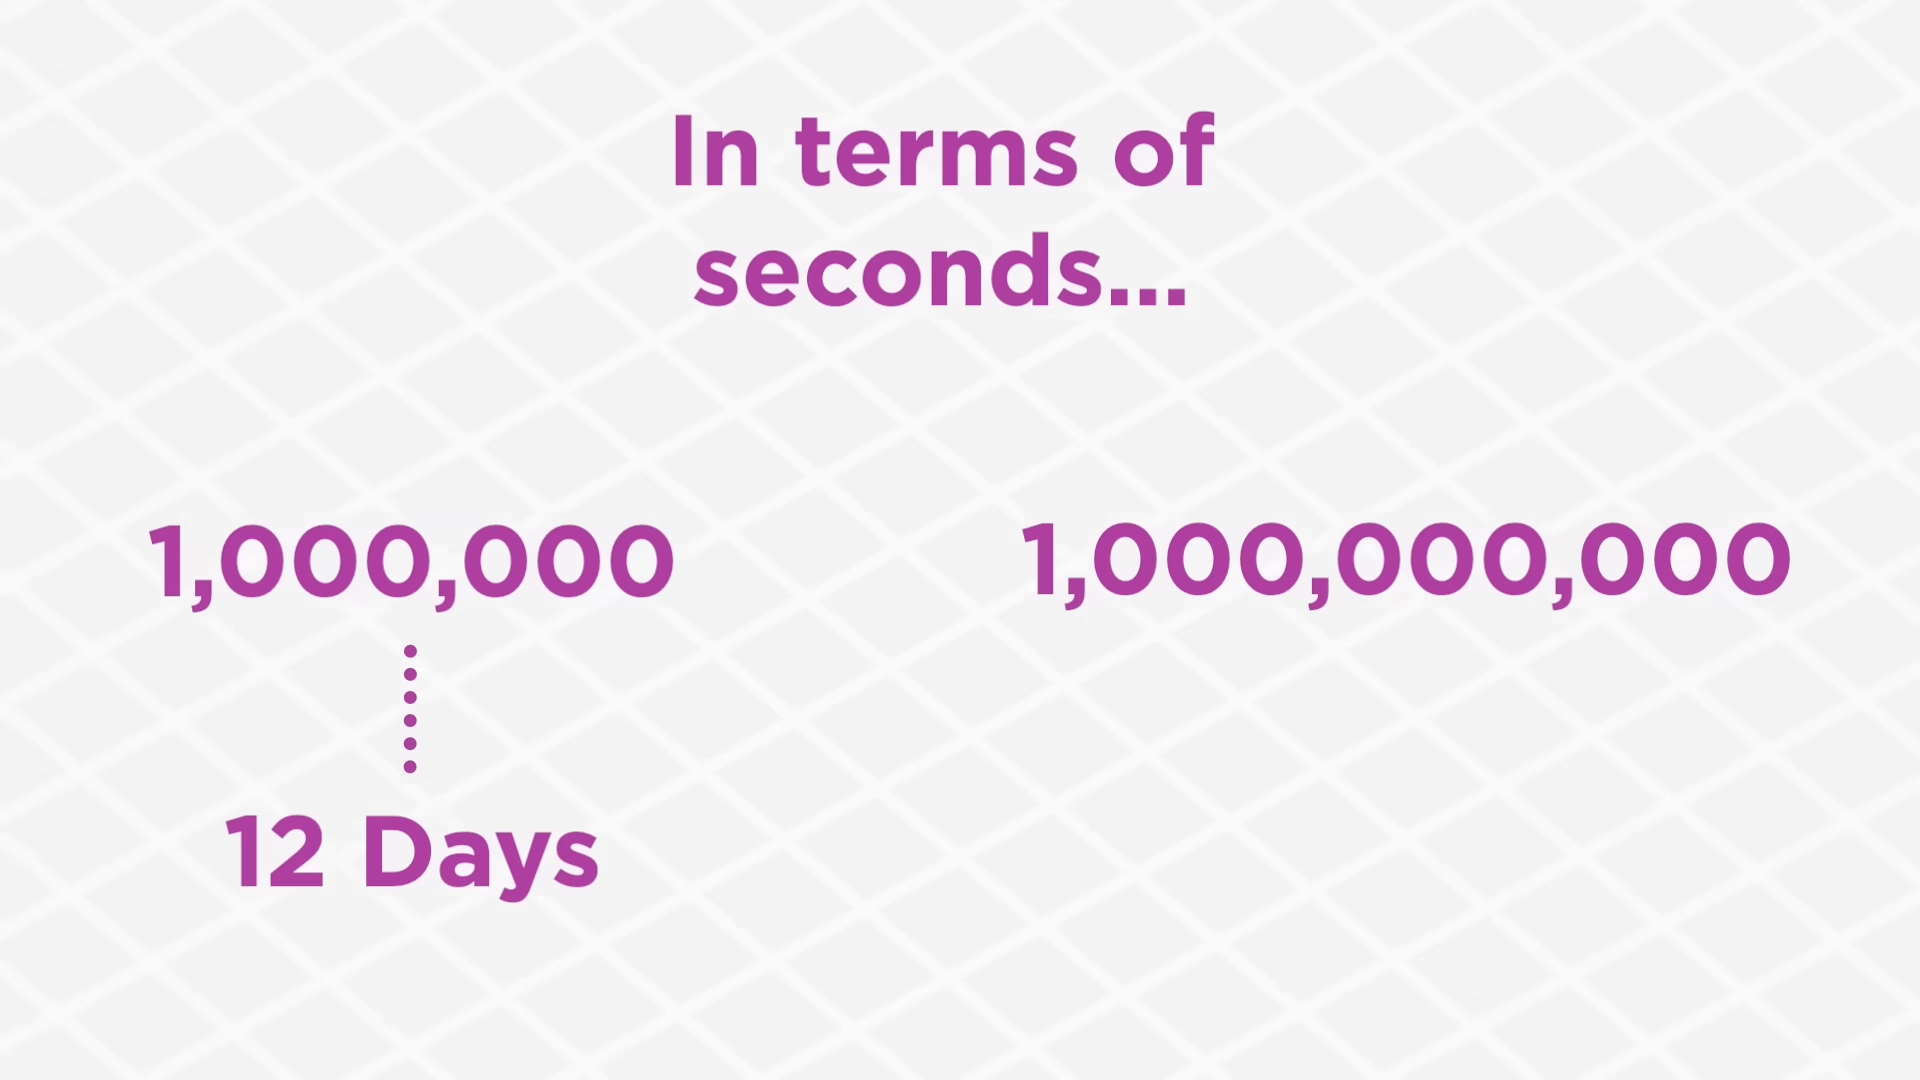 In terms of
seconds...
1,000,000
1,000,000,000
12 Days